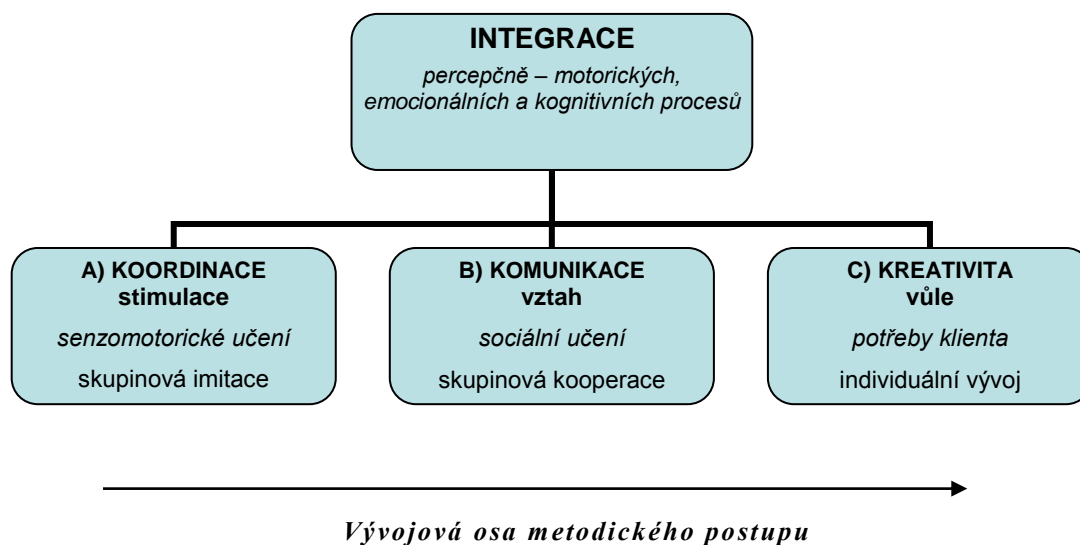 INTEGRACE
percepčně – motorických,
emocionálních a kognitivních procesů
A) KOORDINACE
stimulace
senzomotorické učení
skupinová imitace
B) KOMUNIKACE
vztah
sociální učení
skupinová kooperace
C) KREATIVITA
vůle
potřeby klienta
individuální vývoj
Vývojová osa metodického postupu